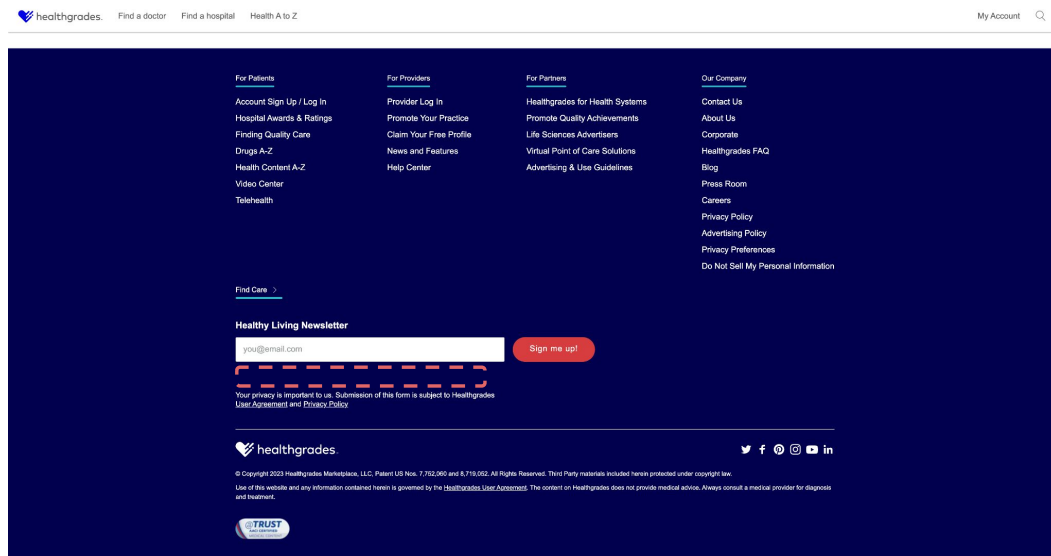 healthgrades.
Find a doctor
Find a hospital
Health A to Z
My Account
For Patients
Account Sign Up / Log In
Hospital Awards & Ratings
Finding Quality Care
Drugs A-Z
Health Content A-Z
Video Center
Telehealth
For Providers
Provider Log In
Promote Your Practice
Claim Your Free Profile
News and Features
Help Center
For Partners
Healthgrades for Health Systems
Promote Quality Achievements
Life Sciences Advertisers
Virtual Point of Care Solutions
Advertising & Use Guidelines
Our Company
Contact Us
About Us
Corporate
Healthgrades FAQ
Blog
Press Room
Careers
Privacy Policy
Advertising Policy
Privacy Preferences
Do Not Sell My Personal Information
Find Care
Healthy Living Newsletter
you@email.com
Sign me up!
Your privacy is important to us. Submission of this form is subject to Healthgrades
User Agreement and Privacy Policy
healthgrades.
© Copyright 2023 Healthgrades Marketplace, LLC, Patent US Nos. 7,752,060 and 8,719,052. All Rights Reserved. Third Party materials included herein protected under copyright law.
Use of this website and any information contained herein is governed by the Healthgrades User Agreement. The content on Healthgrades does not provide medical advice. Always consult a medical provider for diagnosis
and treatment.
TRUST